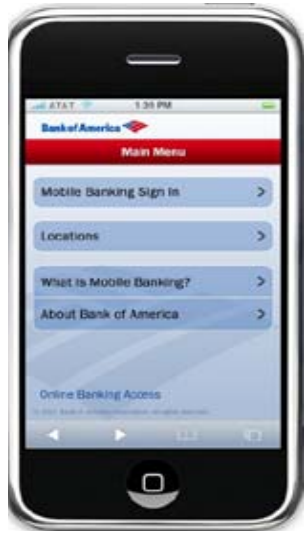 AT&T 1:35 PM
Bank of America
Main Menu
Mobile Banking Sign In
Locations
What is Mobile Banking?
About Bank of America
Online Banking Access